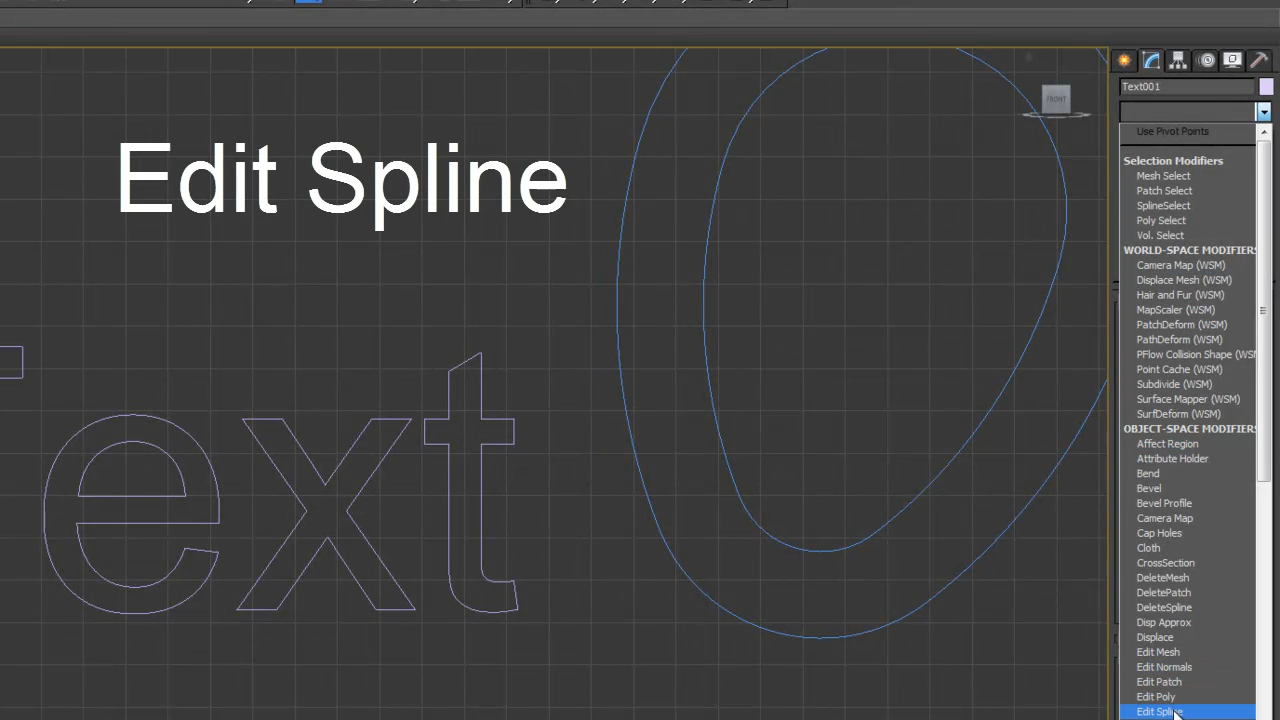 Edit Spline
Text
FRONT
Text001
Use Pivot Points
Selection Modifiers
Mesh Select
Patch Select
SplineSelect
Poly Select
Vol. Select
WORLD-SPACE MODIFIERS
Camera Map (WSM)
Displace Mesh (WSM)
Hair and Fur (WSM)
MapScaler (WSM)
PatchDeform (WSM)
PathDeform (WSM)
PFlow Collision Shape (WSM
Point Cache (WSM)
Subdivide (WSM)
Surface Mapper (WSM)
SurfDeform (WSM)
OBJECT-SPACE MODIFIERS
Affect Region
Attribute Holder
Bend
Bevel
Bevel Profile
Camera Map
Cap Holes
Cloth
CrossSection
DeleteMesh
DeletePatch
DeleteSpline
Disp Approx
Displace
Edit Mesh
Edit Normals
Edit Patch
Edit Poly
Edit Spline